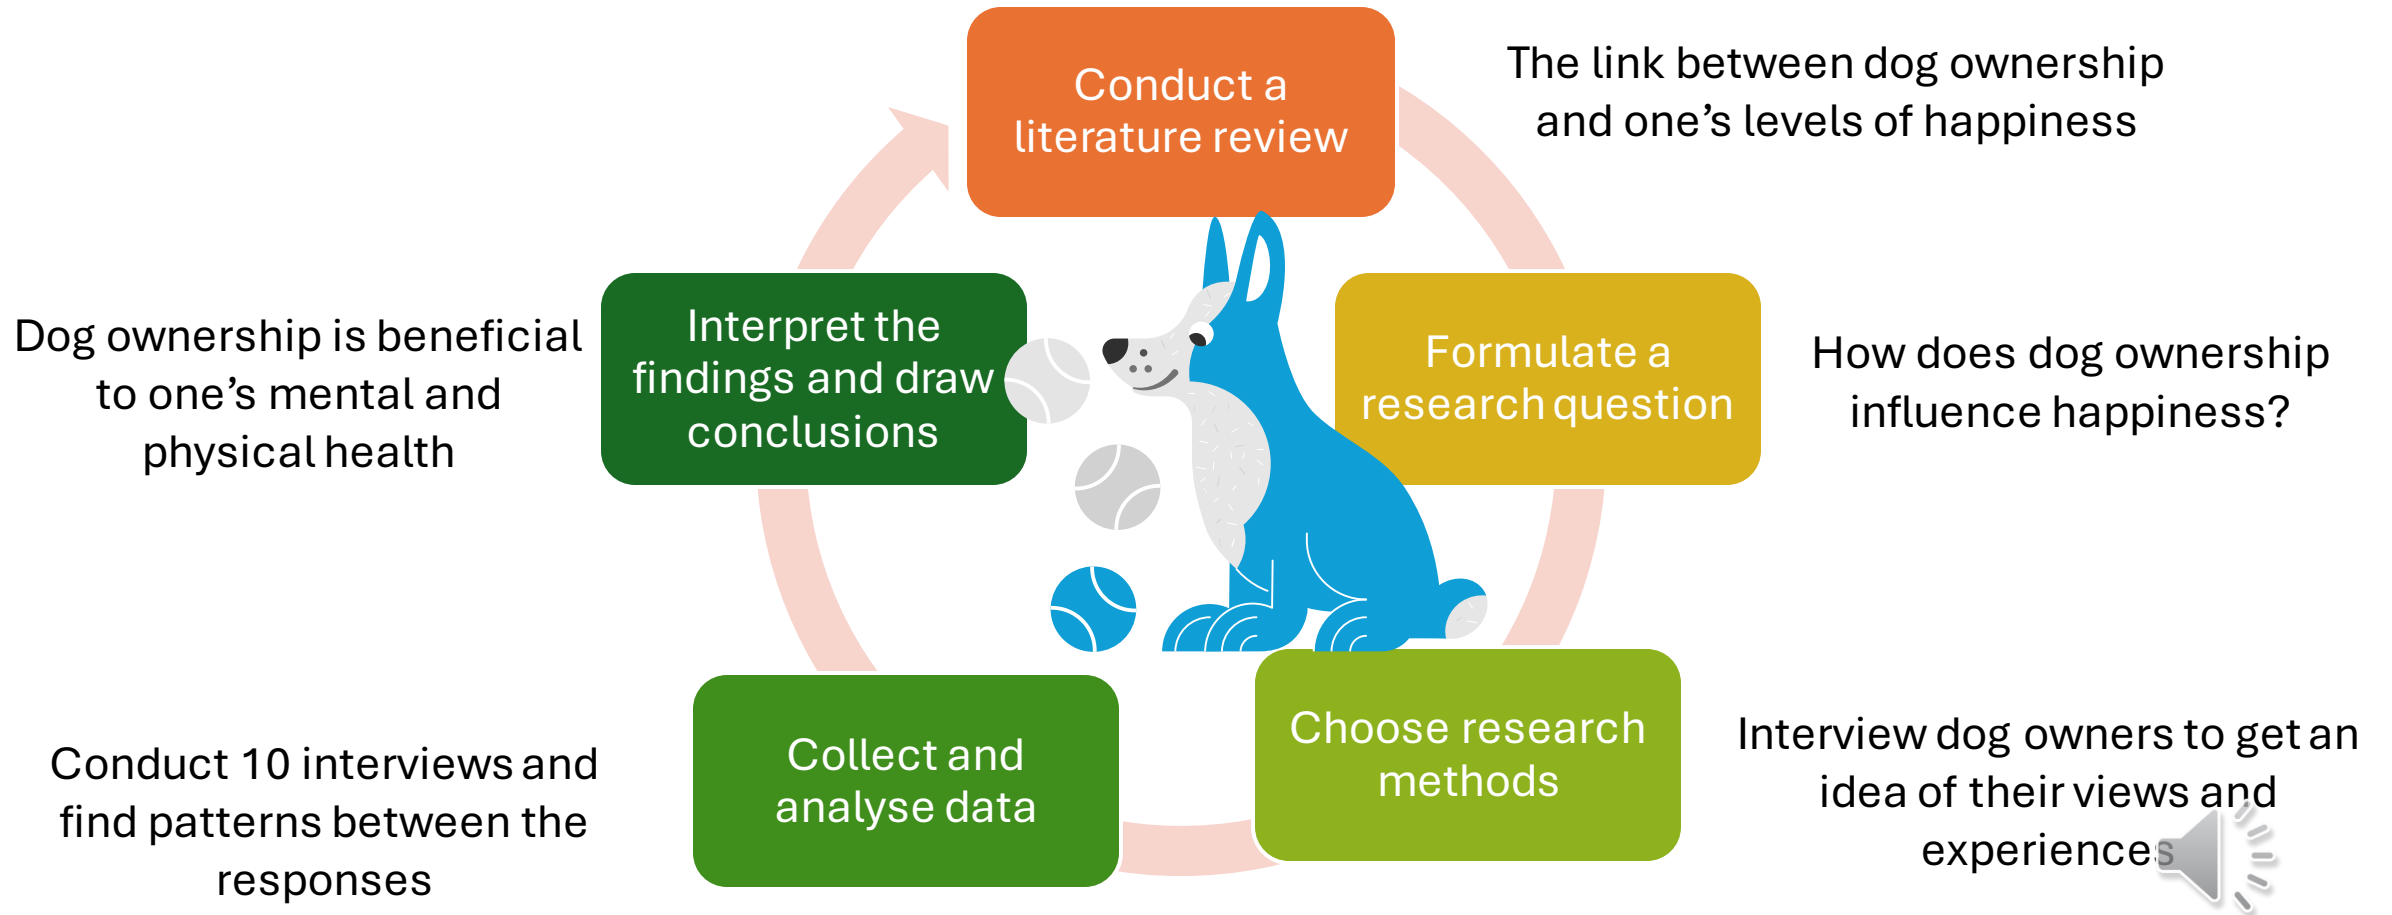 Conduct a
literature review
The link between dog ownership
and one’s levels of happiness
Formulate a
research question
How does dog ownership
influence happiness?
Choose research
methods
Interview dog owners to get an
idea of their views and
experiences
Collect and
analyse data
Conduct 10 interviews and
find patterns between the
responses
Interpret the
findings and draw
conclusions
Dog ownership is beneficial
to one’s mental and
physical health